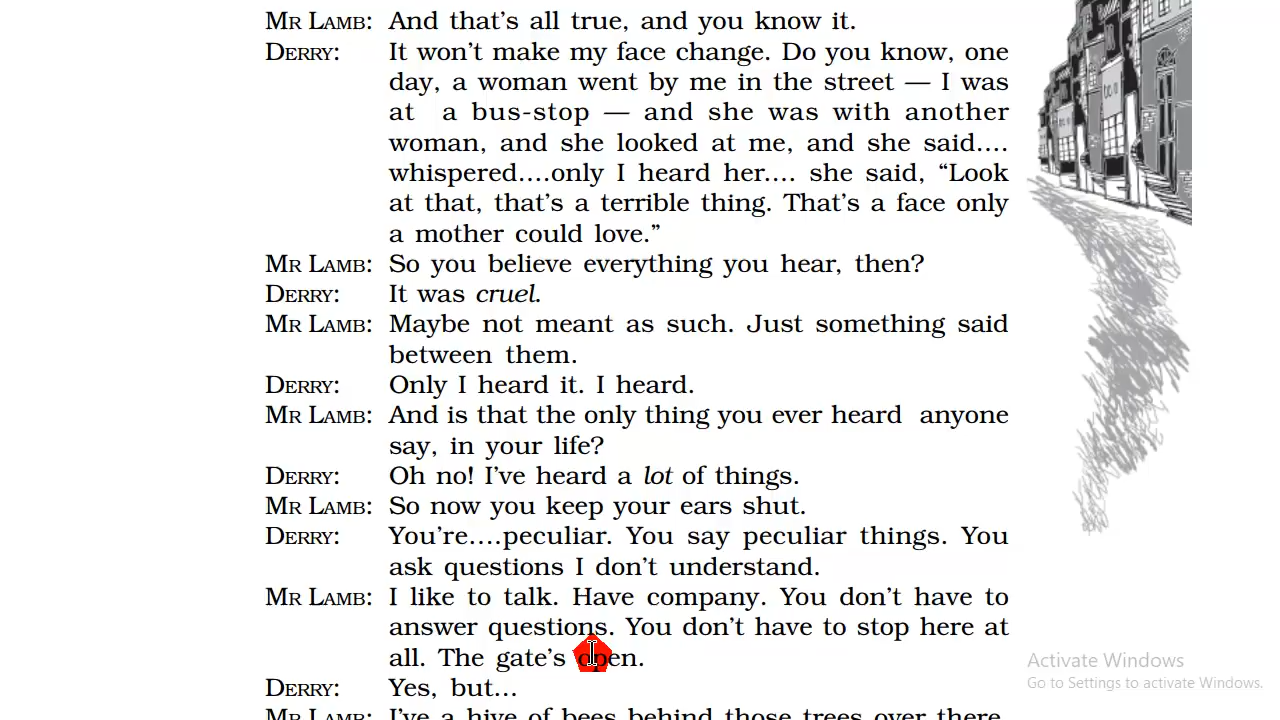 MR LAMB: And that's all true, and you know it.
DERRY: It won't make my face change. Do you know, one
day, a woman went by me in the street — I was
at a bus-stop — and she was with another
woman, and she looked at me, and she said....
whispered....only I heard her.... she said, “Look
at that, that's a terrible thing. That's a face only
a mother could love.”
MR LAMB: So you believe everything you hear, then?
DERRY: It was cruel.
MR LAMB: Maybe not meant as such. Just something said
between them.
DERRY: Only I heard it. I heard.
MR LAMB: And is that the only thing you ever heard anyone
say, in your life?
DERRY: Oh no! I've heard a lot of things.
MR LAMB: So now you keep your ears shut.
DERRY: You're....peculiar. You say peculiar things. You
ask questions I don't understand.
MR LAMB: I like to talk. Have company. You don't have to
answer questions. You don't have to stop here at
all. The gate's open.
DERRY: Yes, but...
MR LAMB: I've a hive of bees behind those trees over there.
Activate Windows
Go to Settings to activate Windows.